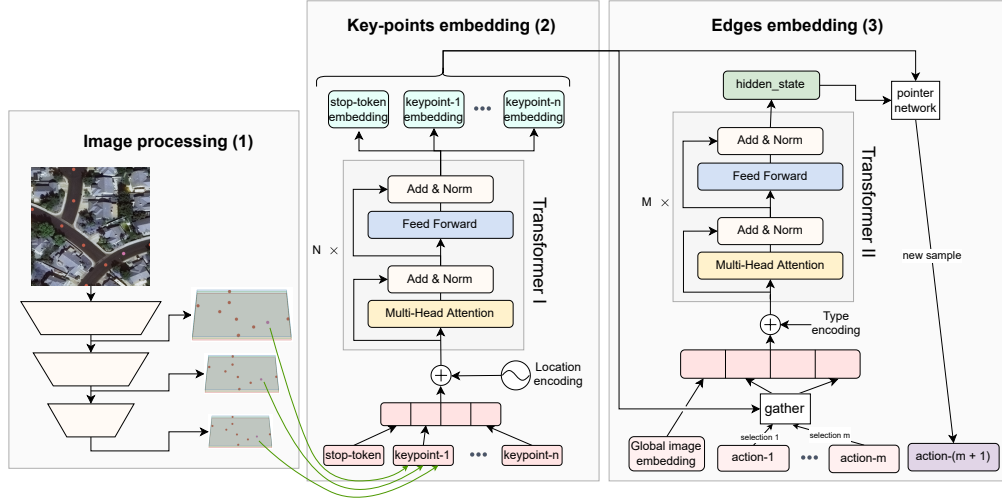 Image processing (1)
Key-points embedding (2)
stop-token
embedding
keypoint-1
embedding
keypoint-n
embedding
Add & Norm
Feed Forward
N ×
Add & Norm
Multi-Head Attention
Transformer I
Location
encoding
stop-token
keypoint-1
keypoint-n
Edges embedding (3)
hidden_state
pointer
network
Add & Norm
Feed Forward
M ×
Add & Norm
Multi-Head Attention
Transformer II
new sample
Type
encoding
gather
selection 1
selection m
Global image
embedding
action-1
action-m
action-(m + 1)